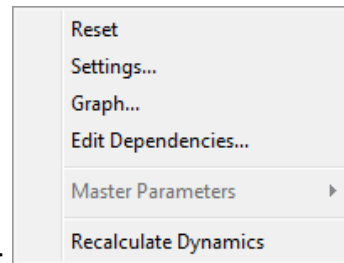 Reset
Settings...
Graph...
Edit Dependencies...
Master Parameters
Recalculate Dynamics